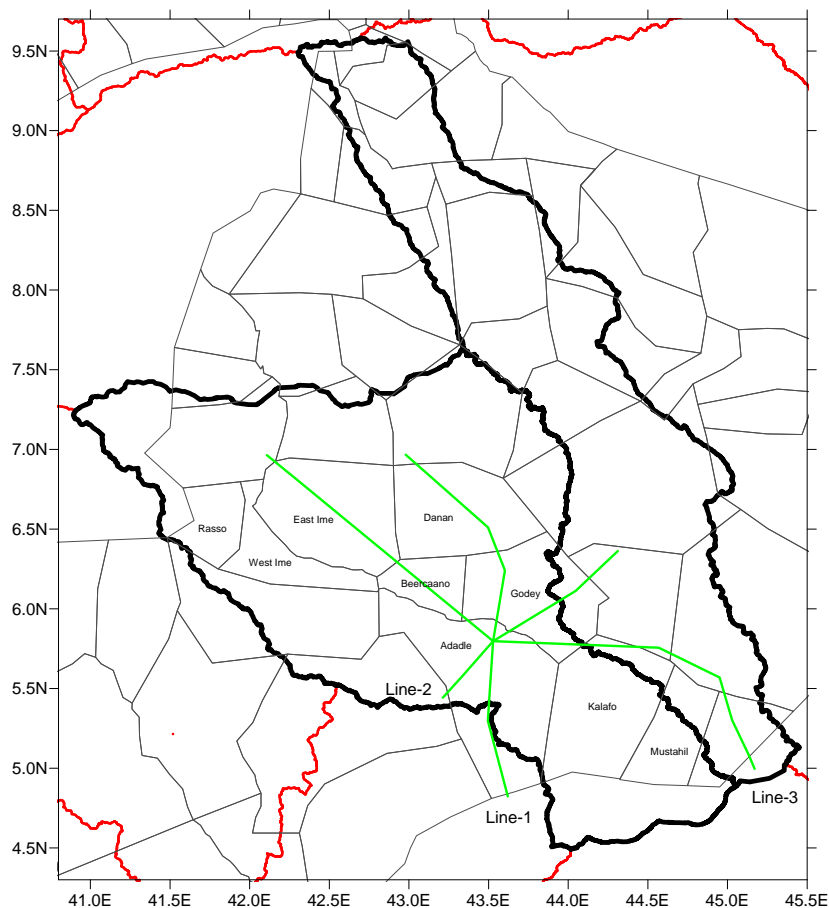 9.5N
9.0N
8.5N
8.0N
7.5N
7.0N
6.5N
6.0N
5.5N
5.0N
4.5N
Rasso
East Ime
Danan
West Ime
Beercaano
Godey
Adadle
Line-2
Kalafo
Mustahil
Line-1
Line-3
41.0E 41.5E 42.0E 42.5E 43.0E 43.5E 44.0E 44.5E 45.0E 45.5E